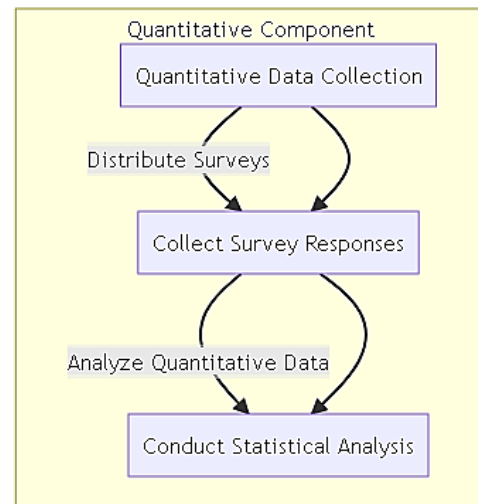 Quantitative Component
Quantitative Data Collection
Distribute Surveys
Collect Survey Responses
Analyze Quantitative Data
Conduct Statistical Analysis